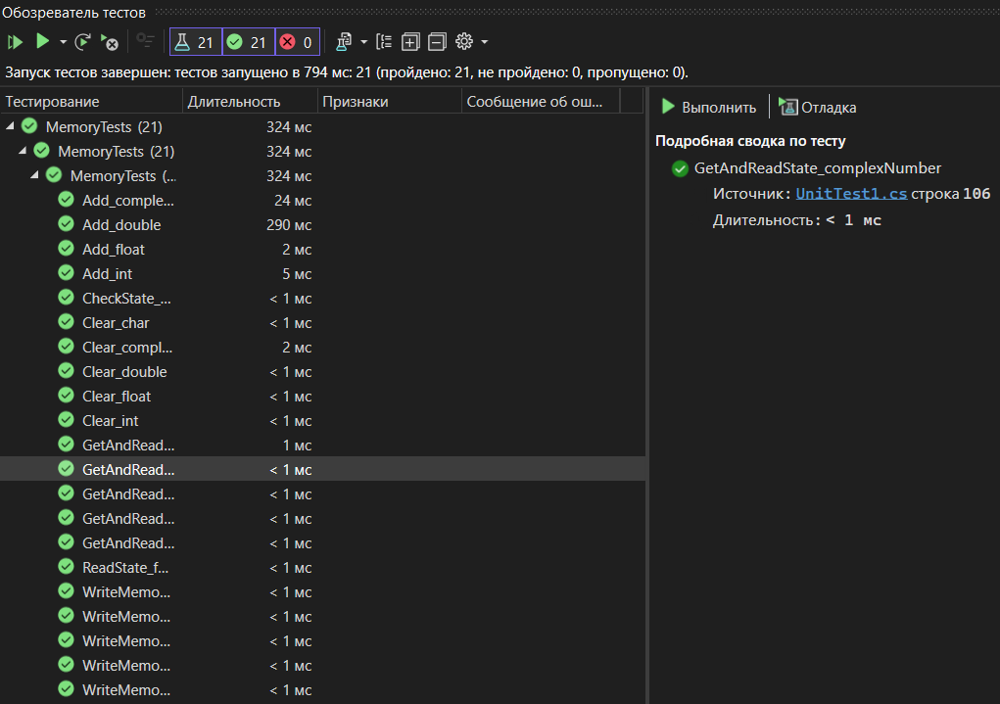 Обозреватель тестов
21 21 0
Запуск тестов завершен: тестов запущено в 794 мс: 21 (пройдено: 21, не пройдено: 0, пропущено: 0).
Тестирование Длительность Признаки Сообщение об ош...
MemoryTests (21) 324 мс
MemoryTests (21) 324 мс
MemoryTests (... 324 мс
Add_comple... 24 мс
Add_double 290 мс
Add_float 2 мс
Add_int 5 мс
CheckState_... < 1 мс
Clear_char < 1 мс
Clear_compl... 2 мс
Clear_double < 1 мс
Clear_float < 1 мс
Clear_int < 1 мс
GetAndRead... 1 мс
GetAndRead... < 1 мс
GetAndRead... < 1 мс
GetAndRead... < 1 мс
GetAndRead... < 1 мс
ReadState_f... < 1 мс
WriteMemo... < 1 мс
WriteMemo... < 1 мс
WriteMemo... < 1 мс
WriteMemo... < 1 мс
WriteMemo... < 1 мс
Выполнить Отладка
Подробная сводка по тесту
GetAndReadState_complexNumber
Источник: UnitTest1.cs строка 106
Длительность: < 1 мс